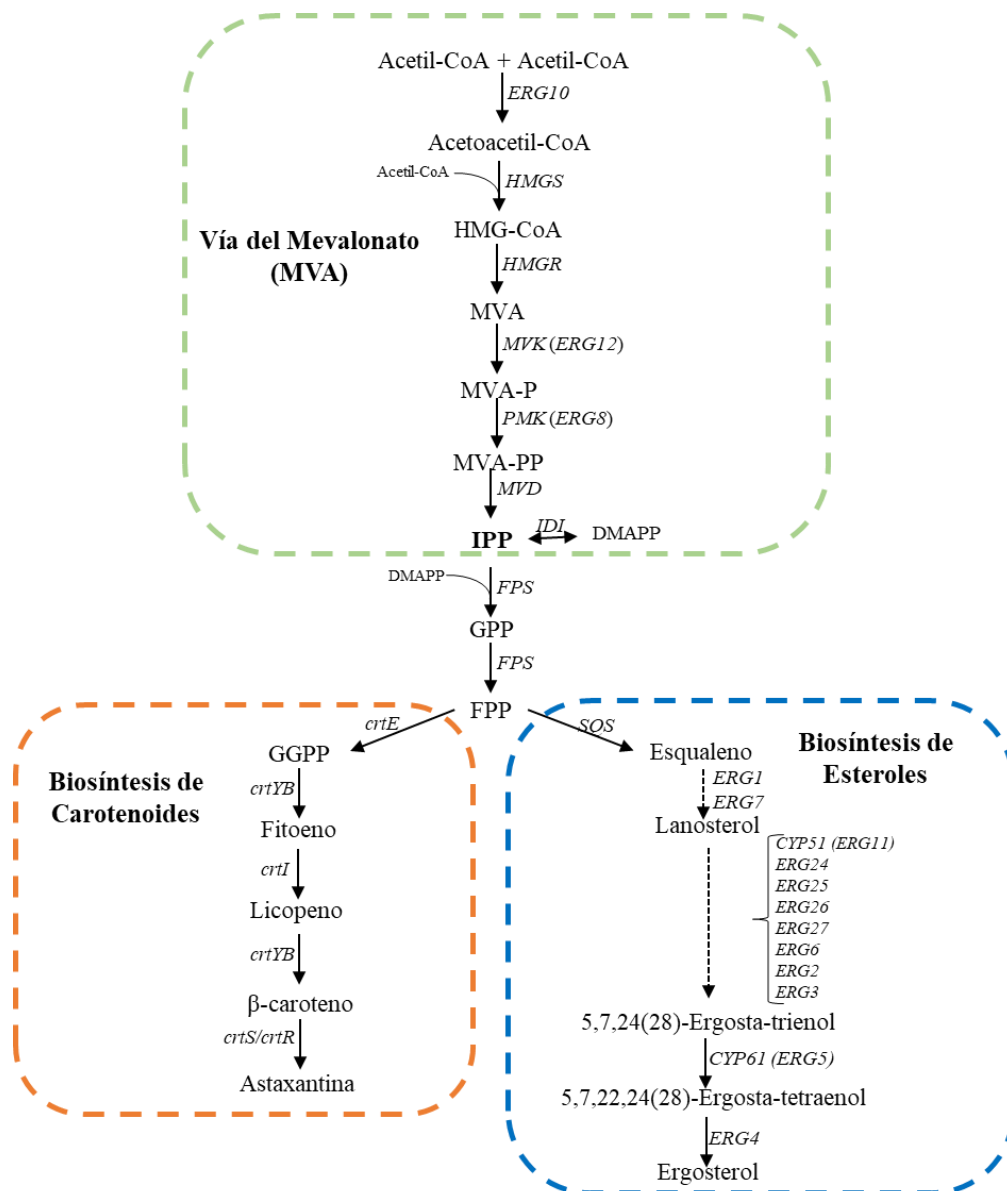 Acetil-CoA + Acetil-CoA
ERG10
Acetoacetil-CoA
Acetil-CoA
HMGS
HMG-CoA
Vía del Mevalonato
(MVA)
HMGR
MVA
MVK (ERG12)
MVA-P
PMK (ERG8)
MVA-PP
MVD
IPP
IDI
DMAPP
DMAPP
FPS
GPP
FPS
FPP
crtE
SQS
GGPP
Biosíntesis de
Carotenoides
crtYB
Fitoeno
crtI
Licopeno
crtYB
β-caroteno
crtS/crtR
Astaxantina
Esqualeno
Biosíntesis de
Esteroles
ERG1
ERG7
Lanosterol
CYP51 (ERG11)
ERG24
ERG25
ERG26
ERG27
ERG6
ERG2
ERG3
5,7,24(28)-Ergosta-trienol
CYP61 (ERG5)
5,7,22,24(28)-Ergosta-tetraenol
ERG4
Ergosterol